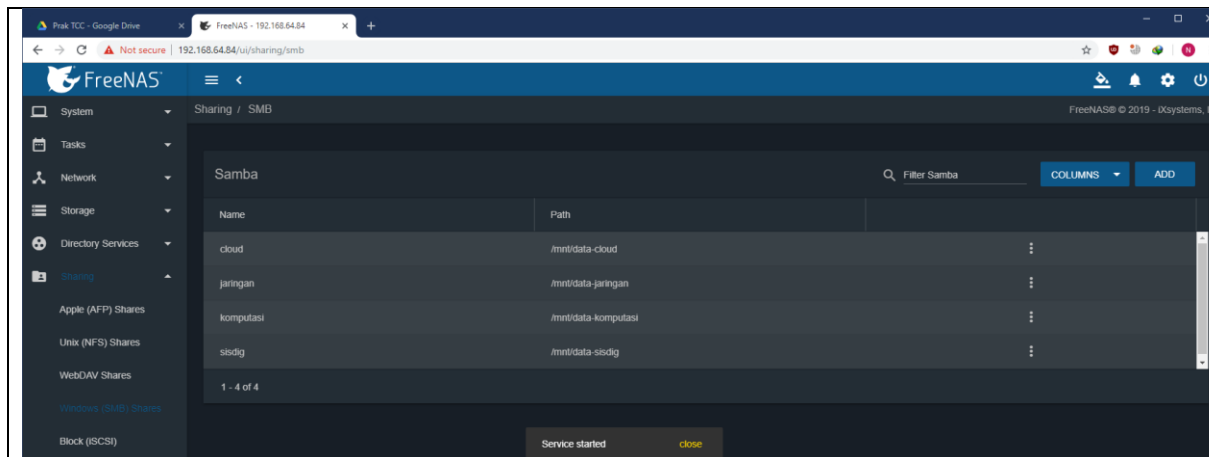 Prak TCC - Google Drive
FreeNAS - 192.168.64.84
Not secure | 192.168.64.84/ui/sharing/smb
N
FreeNAS®
System
Sharing / SMB
FreeNAS® © 2019 - iXsystems,
Tasks
Network
Samba
Filter Samba
COLUMNS
ADD
Storage
Name Path
Directory Services
cloud /mnt/data-cloud
Sharing
jaringan /mnt/data-jaringan
Apple (AFP) Shares
komputasi /mnt/data-komputasi
Unix (NFS) Shares
sisdig /mnt/data-sisdig
WebDAV Shares
1 - 4 of 4
Windows (SMB) Shares
Block (iSCSI)
Service started close